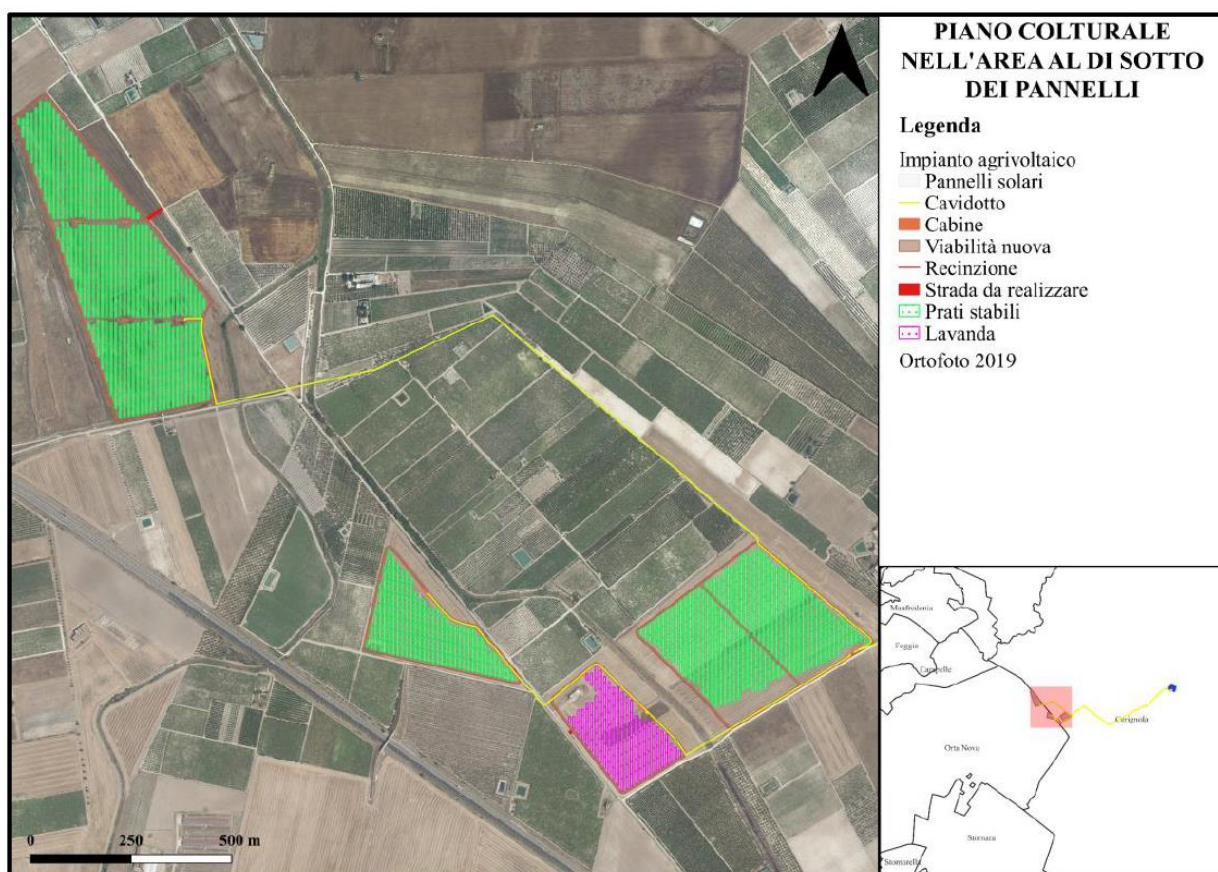 PIANO COLTURALE
NELL'AREA AL DI SOTTO
DEI PANNELLI
Legenda
Impianto agrivoltaico
Pannelli solari
Cavidotto
Cabine
Viabilità nuova
Recinzione
Strada da realizzare
Prati stabili
Lavanda
Ortofoto 2019
Manfredonia
Foggia
Carapelle
Cerignola
Orta Nova
Stornara
Stornarella
0 250 500 m